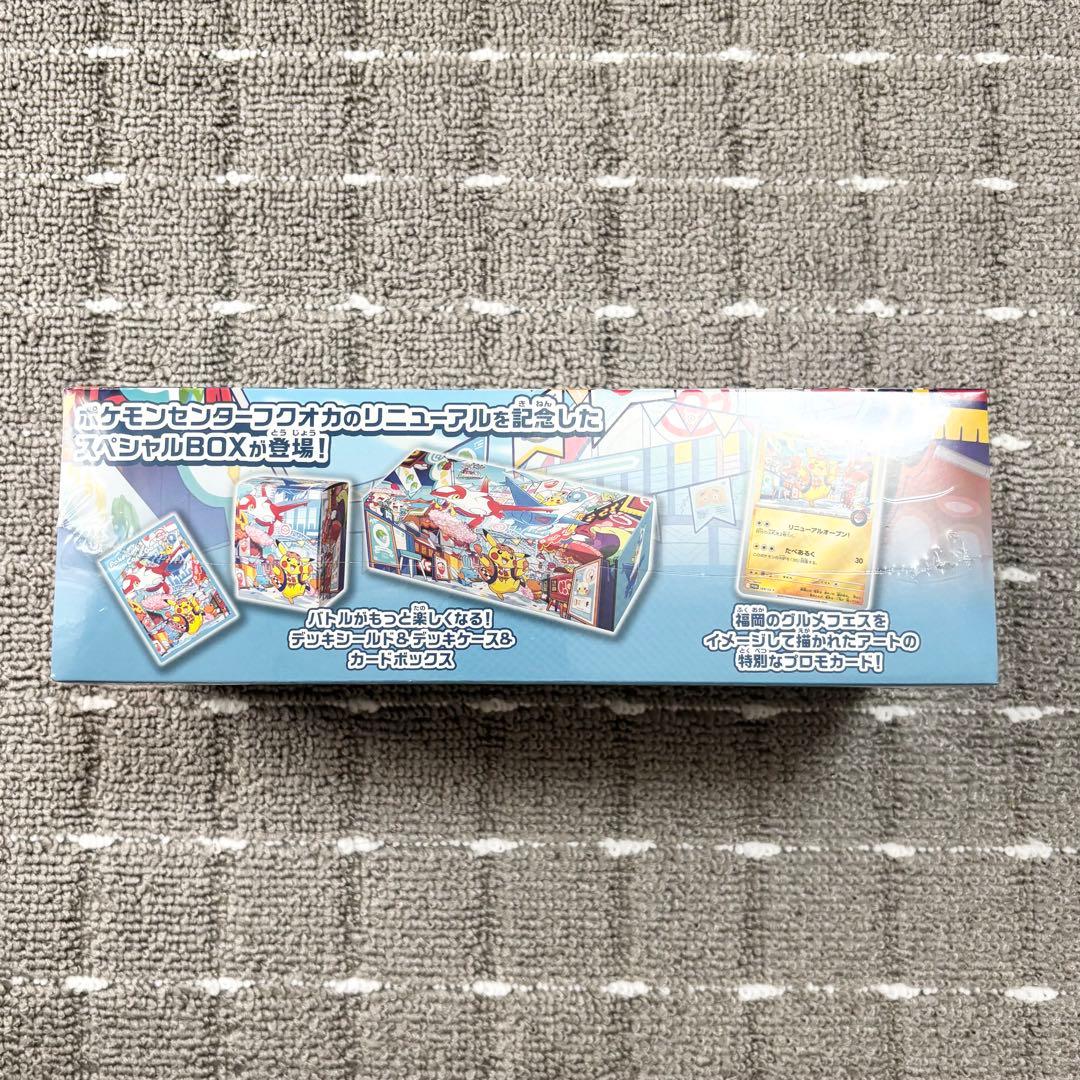 ポケモンセンターフクオカのリニューアルを記念した
スペシャルBOXが登場!
リニューアルオープン!
たべあるく
30
バトルがもっと楽しくなる!
デッキシールド&デッキケース&
カードボックス
福岡のグルメフェスを
イメージして描かれたアートの
特別なプロモカード!